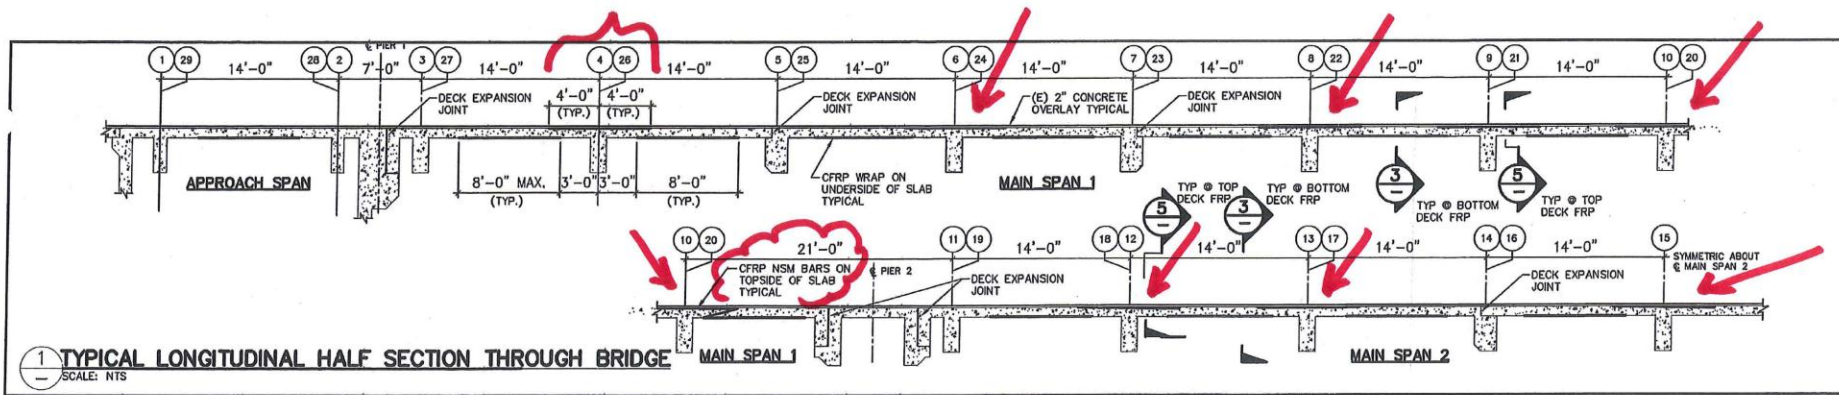 ₵ PIER 1
1 29 28 2 3 27 4 26 5 25 6 24 7 23 8 22 9 21 10 20
14'-0" 7'-0" 14'-0" 14'-0" 14'-0" 14'-0" 14'-0" 14'-0" 14'-0"
4'-0" 4'-0"
(TYP.) (TYP.)
DECK EXPANSION
JOINT
DECK EXPANSION
JOINT
(E) 2" CONCRETE
OVERLAY TYPICAL
DECK EXPANSION
JOINT
APPROACH SPAN
8'-0" MAX. 3'-0" 3'-0" 8'-0"
(TYP.) (TYP.)
CFRP WRAP ON
UNDERSIDE OF SLAB
TYPICAL
MAIN SPAN 1
3
–
TYP @ BOTTOM
DECK FRP
5
–
TYP @ TOP
DECK FRP
5
–
TYP @ TOP
DECK FRP
3
–
TYP @ BOTTOM
DECK FRP
10 20 11 19 18 12 13 17 14 16 15
21'-0" 14'-0" 14'-0" 14'-0" 14'-0"
CFRP NSM BARS ON
TOPSIDE OF SLAB
TYPICAL
₵ PIER 2
DECK EXPANSION
JOINT
DECK EXPANSION
JOINT
SYMMETRIC ABOUT
₵ MAIN SPAN 2
1
–
TYPICAL LONGITUDINAL HALF SECTION THROUGH BRIDGE
SCALE: NTS
MAIN SPAN 1
MAIN SPAN 2